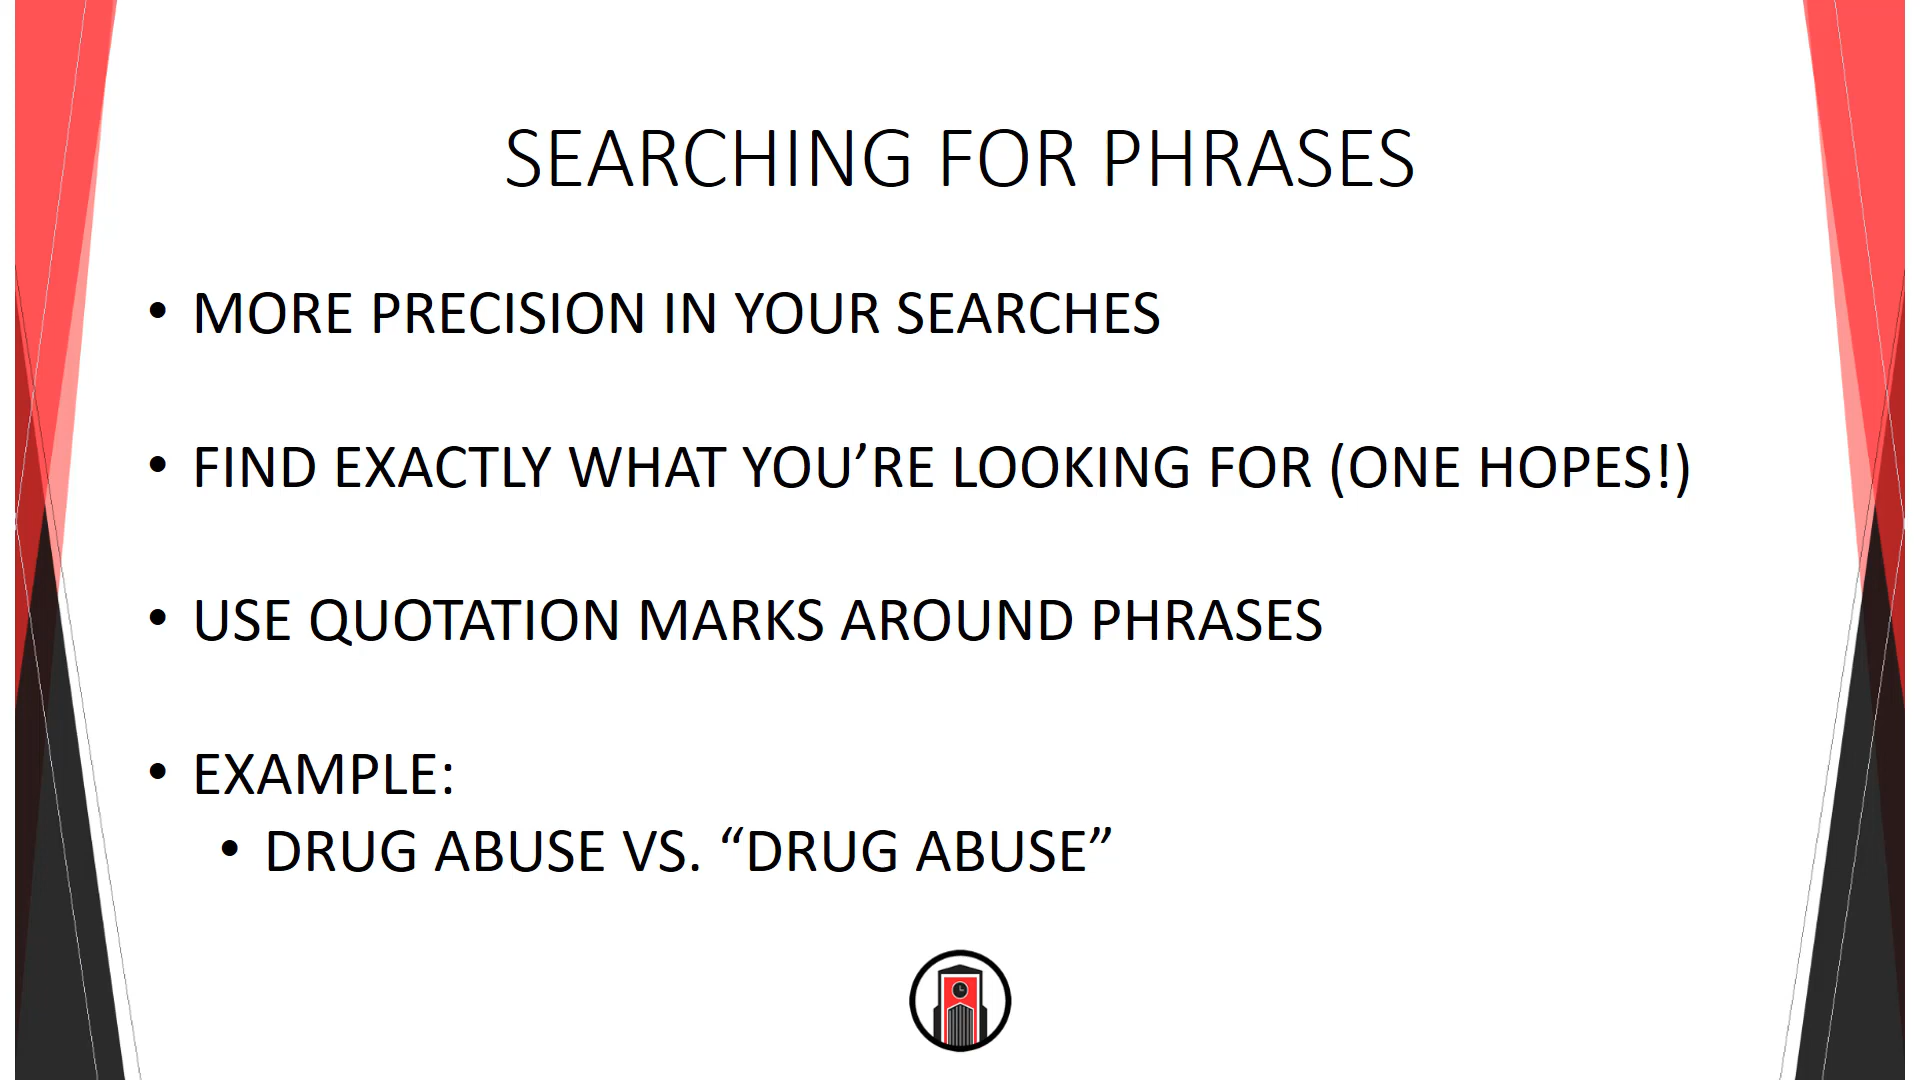 SEARCHING FOR PHRASES
• MORE PRECISION IN YOUR SEARCHES
• FIND EXACTLY WHAT YOU’RE LOOKING FOR (ONE HOPES!)
• USE QUOTATION MARKS AROUND PHRASES
• EXAMPLE:
• DRUG ABUSE VS. “DRUG ABUSE”